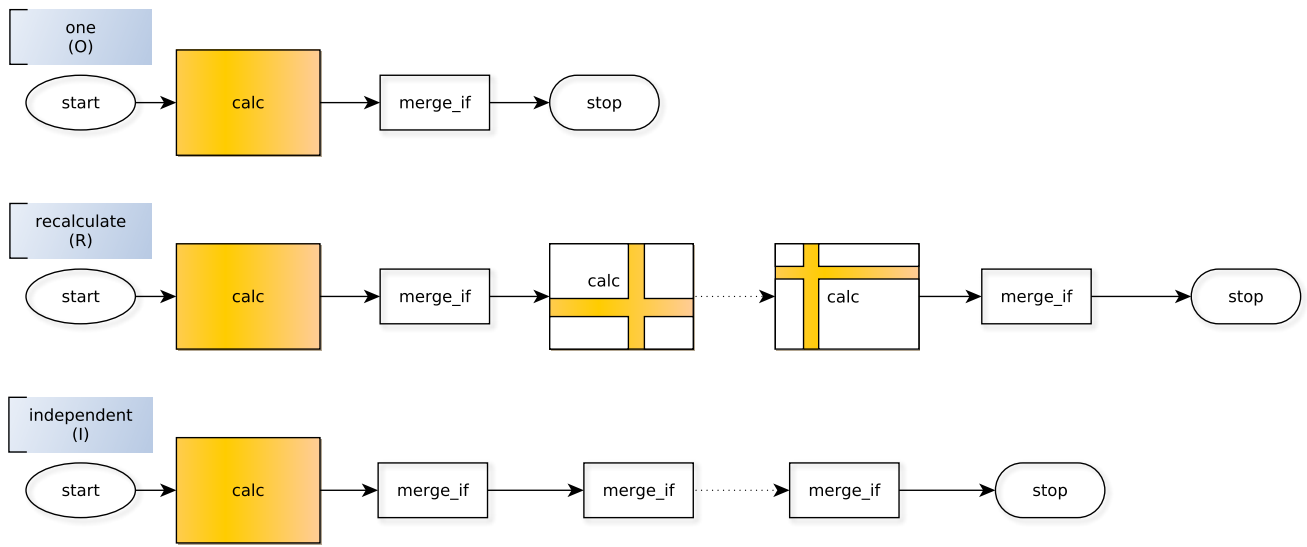 one
(O)
start
calc
merge_if
stop
recalculate
(R)
start
calc
merge_if
calc
calc
merge_if
stop
independent
(I)
start
calc
merge_if
merge_if
merge_if
stop